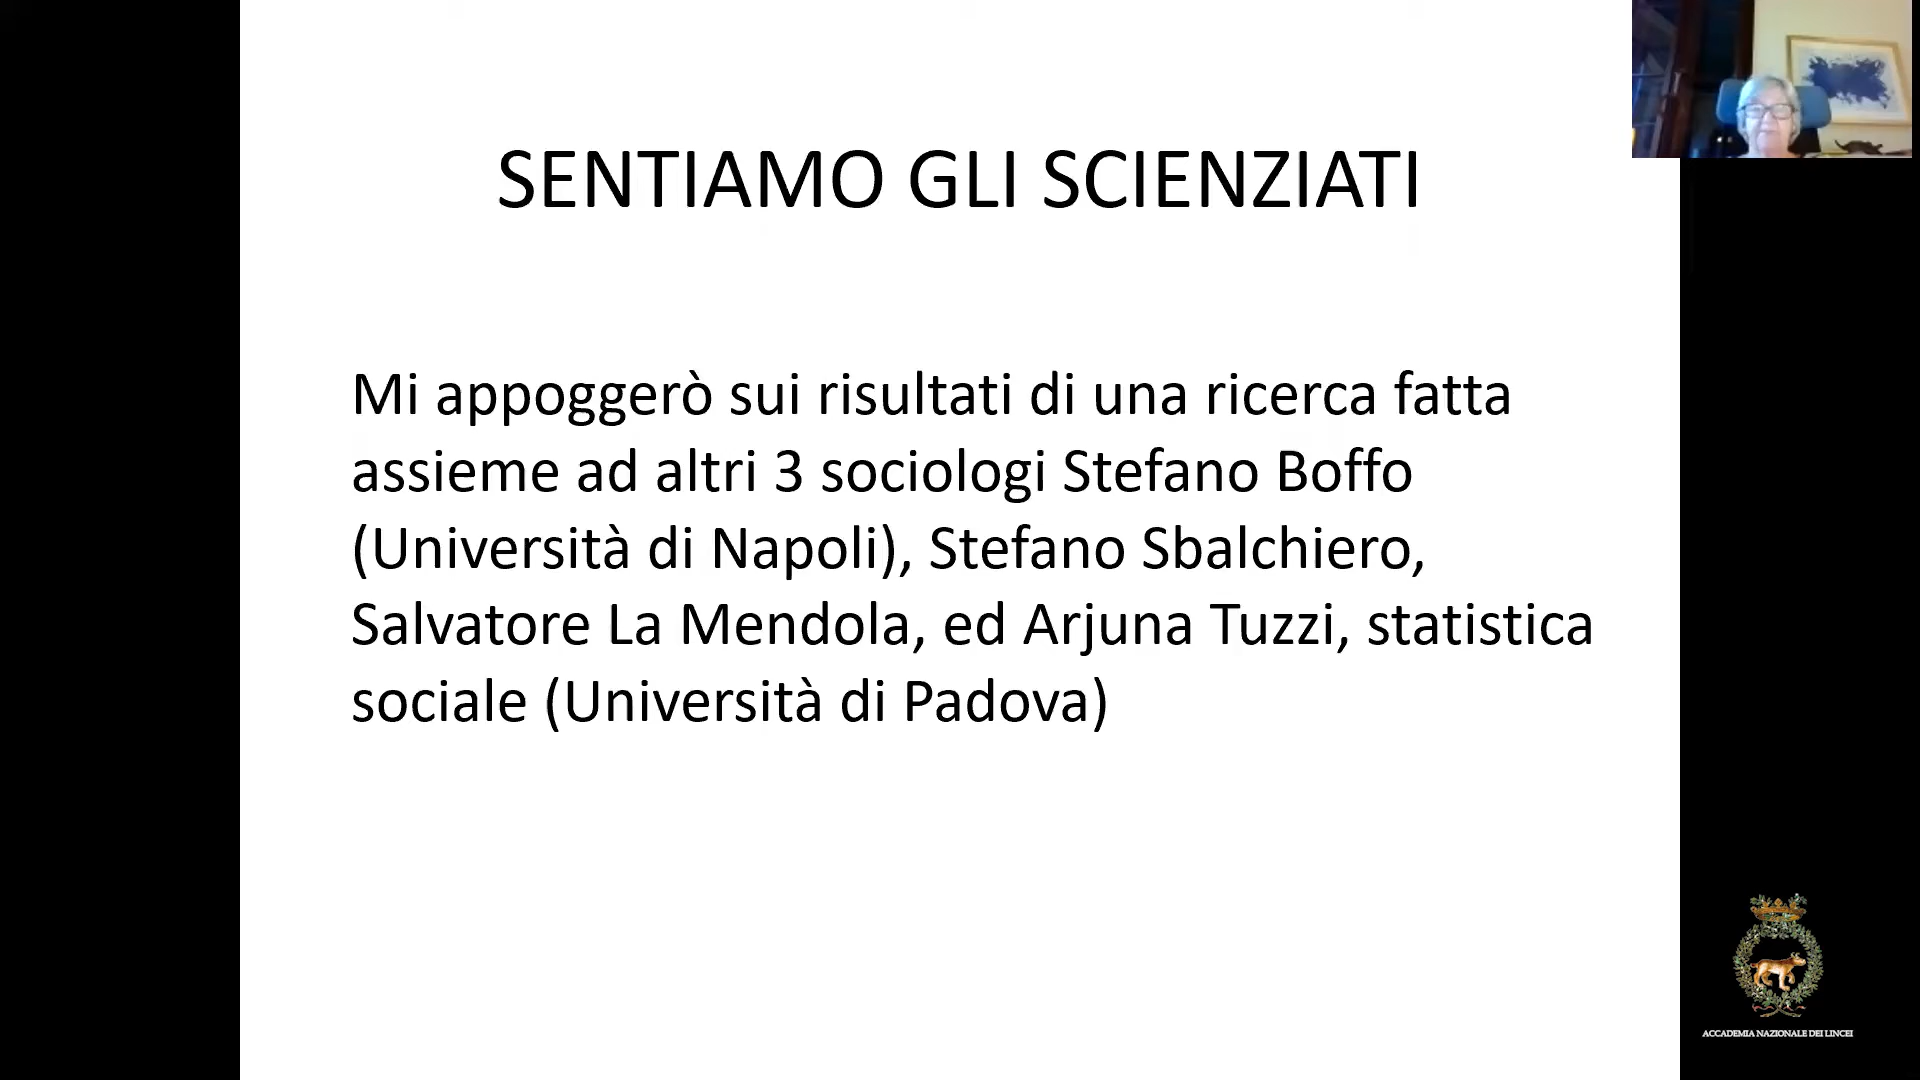 SENTIAMO GLI SCIENZIATI
Mi appoggerò sui risultati di una ricerca fatta
assieme ad altri 3 sociologi Stefano Boffo
(Università di Napoli), Stefano Sbalchiero,
Salvatore La Mendola, ed Arjuna Tuzzi, statistica
sociale (Università di Padova)
ACCADEMIA NAZIONALE DEI LINCEI